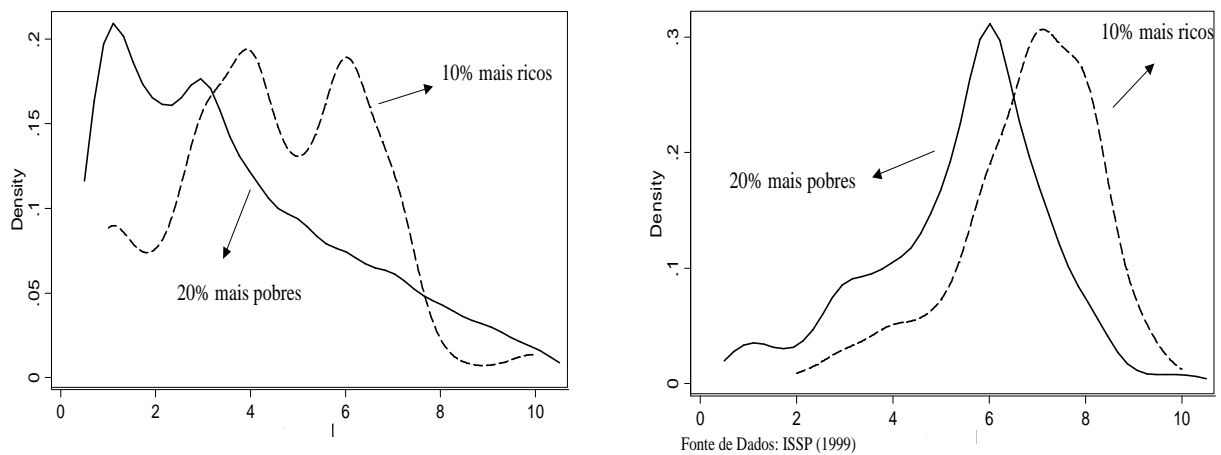 .2
.15
.1
.05
0
Density
0 2 4 6 8 10
I
10% mais ricos
20% mais pobres
.3
.2
.1
0
Density
0 2 4 6 8 10
10% mais ricos
20% mais pobres
Fonte de Dados: ISSP (1999)